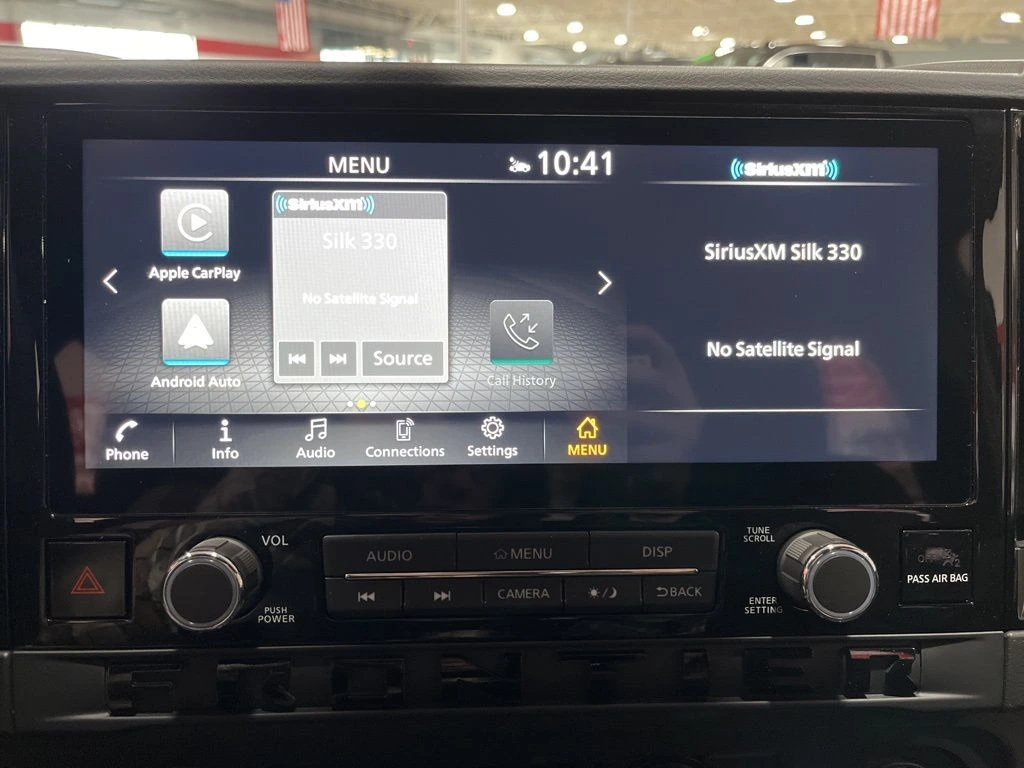 MENU
10:41
SiriusXM
SiriusXM
Silk 330
No Satellite Signal
Source
Apple CarPlay
Android Auto
Call History
SiriusXM Silk 330
No Satellite Signal
Phone
Info
Audio
Connections
Settings
MENU
VOL
PUSH
POWER
AUDIO
MENU
DISP
CAMERA
BACK
TUNE
SCROLL
ENTER
SETTING
PASS AIR BAG
FRONTIER